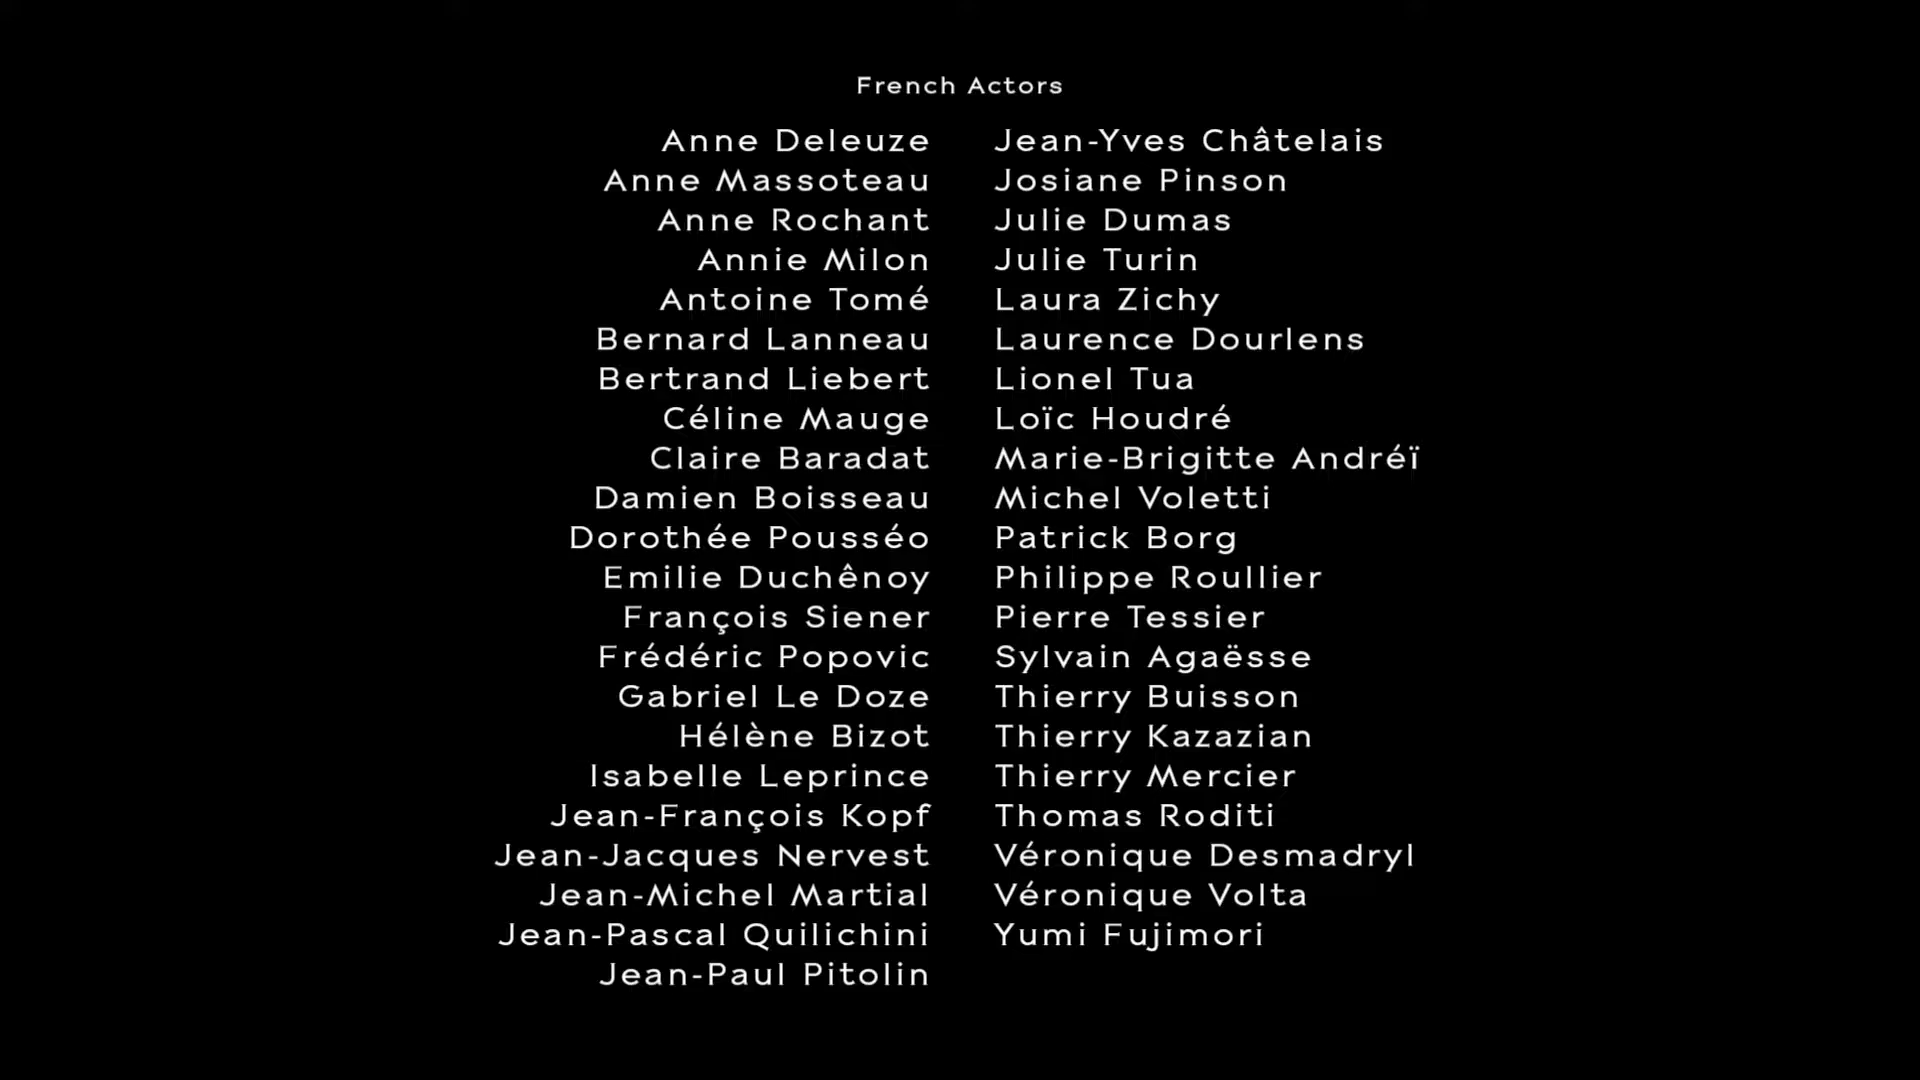 French Actors
Anne Deleuze
Anne Massoteau
Anne Rochant
Annie Milon
Antoine Tomé
Bernard Lanneau
Bertrand Liebert
Céline Mauge
Claire Baradat
Damien Boisseau
Dorothée Pousséo
Emilie Duchênoy
François Siener
Frédéric Popovic
Gabriel Le Doze
Hélène Bizot
Isabelle Leprince
Jean-François Kopf
Jean-Jacques Nervest
Jean-Michel Martial
Jean-Pascal Quilichini
Jean-Paul Pitolin
Jean-Yves Châtelais
Josiane Pinson
Julie Dumas
Julie Turin
Laura Zichy
Laurence Dourlens
Lionel Tua
Loïc Houdré
Marie-Brigitte Andréï
Michel Voletti
Patrick Borg
Philippe Roullier
Pierre Tessier
Sylvain Agaësse
Thierry Buisson
Thierry Kazazian
Thierry Mercier
Thomas Roditi
Véronique Desmadryl
Véronique Volta
Yumi Fujimori